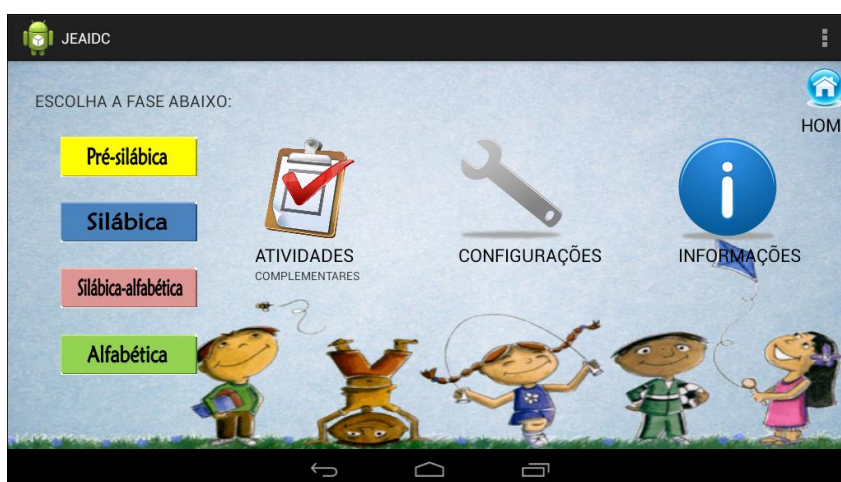 JEAIDC
ESCOLHA A FASE ABAIXO:
HOM
Pré-silábica
Silábica
Silábica-alfabética
Alfabética
ATIVIDADES
COMPLEMENTARES
CONFIGURAÇÕES
INFORMAÇÕES